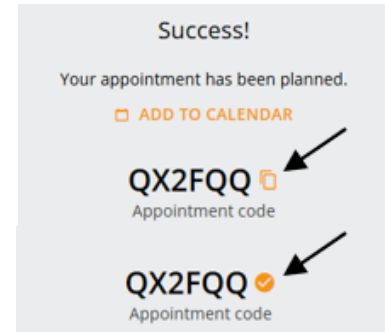 Success!
Your appointment has been planned.
ADD TO CALENDAR
QX2FQQ
Appointment code
QX2FQQ
Appointment code